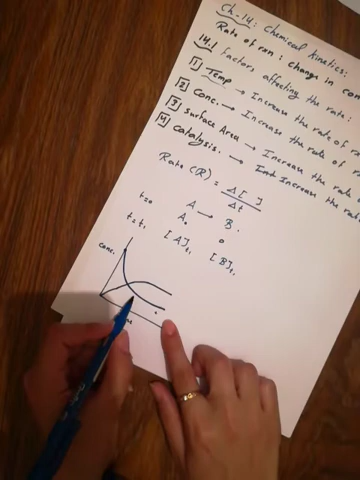 Ch.14: Chemical Kinetics:
Rate of rxn: change in con
14.1 factors affecting the rate:
[1] Temp → Increase the rate of r
[2] Conc. → Increase the rate of r
[3] Surface Area → Increase the rate
[4] Catalysis. → Increase the rate
Rate (R) = Δ[ ] / Δt
A → B.
t=0 A. 0
t=t. [A]t. [B]t.
Conc.